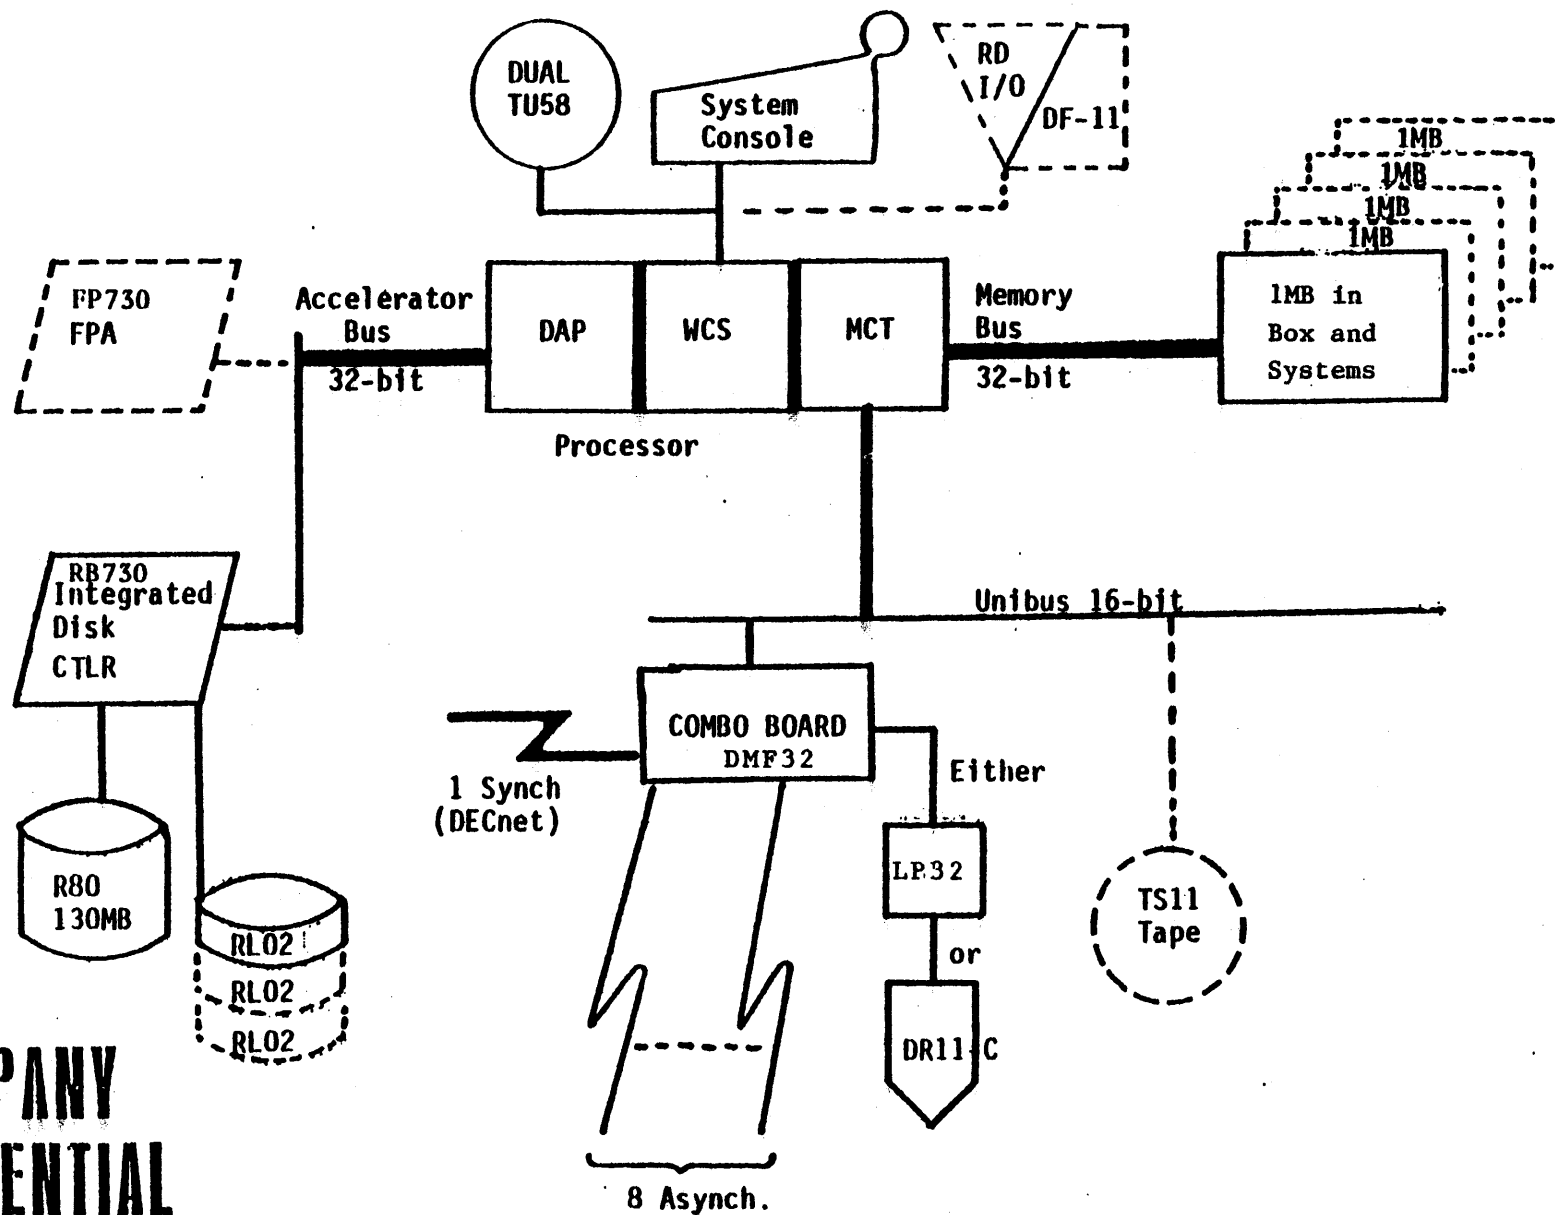 DUAL
TU58
System
Console
RD
I/O
DF-11
1MB
1MB
1MB
1MB
1MB in
Box and
Systems
FP730
FPA
Accelerator
Bus
32-bit
DAP
WCS
MCT
Memory
Bus
32-bit
Processor
RB730
Integrated
Disk
CTLR
Unibus 16-bit
COMBO BOARD
DMF32
1 Synch
(DECnet)
Either
LP32
or
DR11-C
TS11
Tape
R80
130MB
RL02
RL02
RL02
8 Asynch.
PANY
ENTIAL